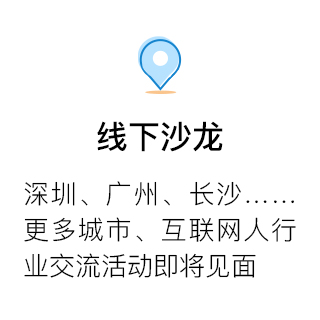 线下沙龙
深圳、广州、长沙……
更多城市、互联网人行
业交流活动即将见面